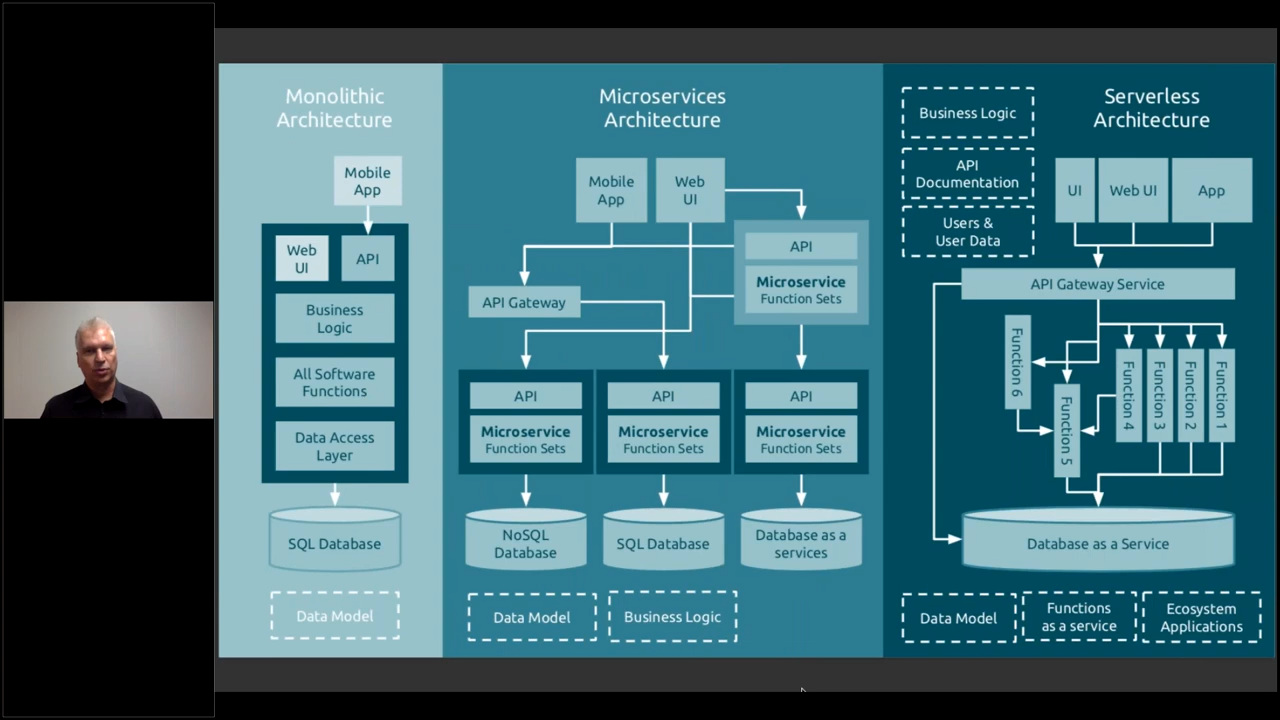 Monolithic
Architecture
Mobile
App
Web
UI
API
Business
Logic
All Software
Functions
Data Access
Layer
SQL Database
Data Model
Microservices
Architecture
Mobile
App
Web
UI
API
Microservice
Function Sets
API Gateway
API
Microservice
Function Sets
API
Microservice
Function Sets
API
Microservice
Function Sets
NoSQL
Database
SQL Database
Database as a
services
Data Model
Business Logic
Serverless
Architecture
Business Logic
API
Documentation
Users &
User Data
UI
Web UI
App
API Gateway Service
Function 6
Function 5
Function 4
Function 3
Function 2
Function 1
Database as a Service
Data Model
Functions
as a service
Ecosystem
Applications